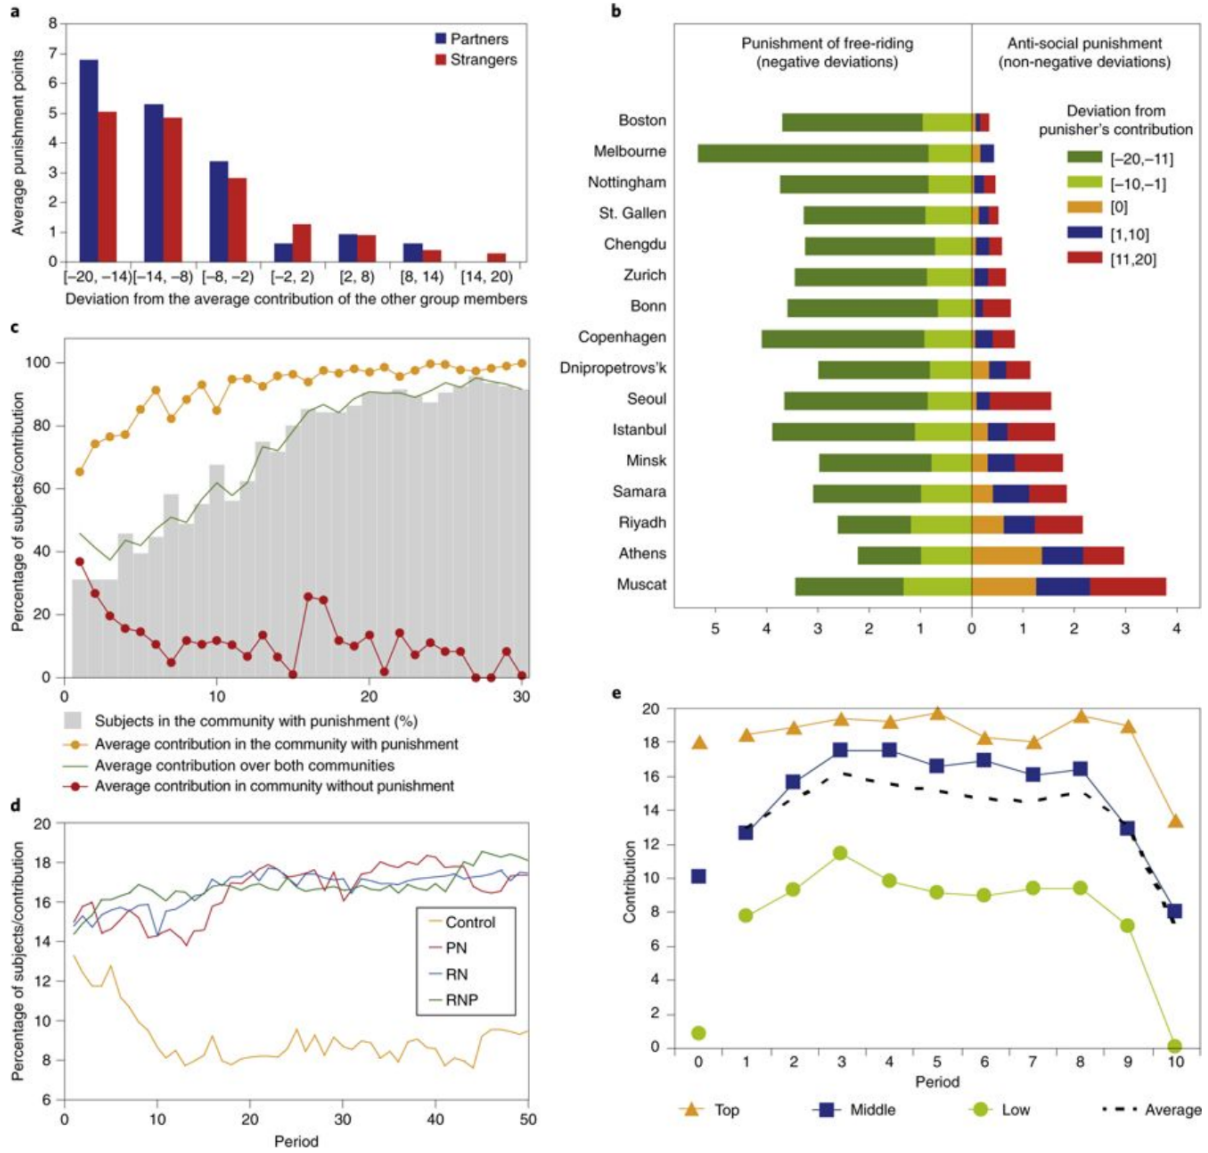 a
8
7
6
5
4
3
2
1
0
Average punishment points
Partners
Strangers
[−20, −14) [−14, −8) [−8, −2) [−2, 2) [2, 8) [8, 14) [14, 20)
Deviation from the average contribution of the other group members
b
Punishment of free-riding
(negative deviations)
Anti-social punishment
(non-negative deviations)
Deviation from
punisher's contribution
[−20,−11]
[−10,−1]
[0]
[1,10]
[11,20]
Boston
Melbourne
Nottingham
St. Gallen
Chengdu
Zurich
Bonn
Copenhagen
Dnipropetrovs'k
Seoul
Istanbul
Minsk
Samara
Riyadh
Athens
Muscat
5 4 3 2 1 0 1 2 3 4
c
100
80
60
40
20
0
Percentage of subjects/contribution
0 10 20 30
Subjects in the community with punishment (%)
Average contribution in the community with punishment
Average contribution over both communities
Average contribution in community without punishment
d
20
18
16
14
12
10
8
6
Percentage of subjects/contribution
Control
PN
RN
RNP
0 10 20 30 40 50
Period
e
20
18
16
14
12
10
8
6
4
2
0
Contribution
0 1 2 3 4 5 6 7 8 9 10
Period
Top Middle Low Average